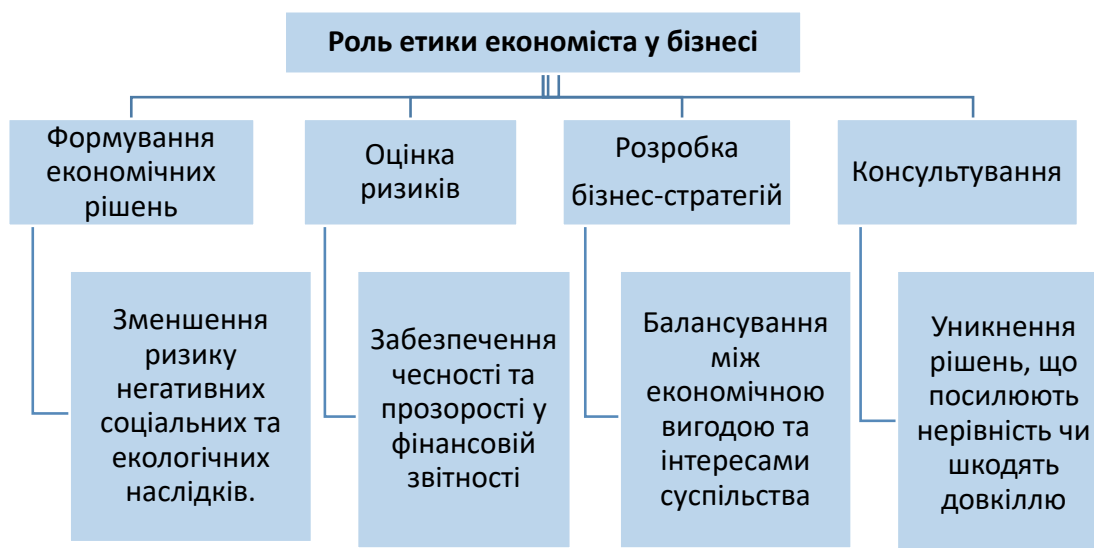 Роль етики економіста у бізнесі
Формування
економічних
рішень
Оцінка
ризиків
Розробка
бізнес-стратегій
Консультування
Зменшення
ризику
негативних
соціальних та
екологічних
наслідків.
Забезпечення
чесності та
прозорості у
фінансовій
звітності
Балансування
між
економічною
вигодою та
інтересами
суспільства
Уникнення
рішень, що
посилюють
нерівність чи
шкодять
довкіллю